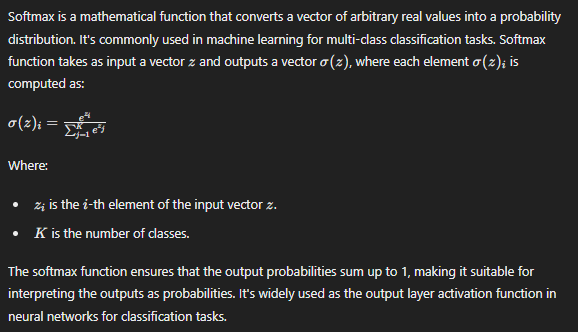 Softmax is a mathematical function that converts a vector of arbitrary real values into a probability
distribution. It's commonly used in machine learning for multi-class classification tasks. Softmax
function takes as input a vector z and outputs a vector σ(z), where each element σ(z)ᵢ is
computed as:
σ(z)ᵢ = e^{zᵢ} / ∑_{j=1}^{K} e^{zⱼ}
Where:
• zᵢ is the i-th element of the input vector z.
• K is the number of classes.
The softmax function ensures that the output probabilities sum up to 1, making it suitable for
interpreting the outputs as probabilities. It's widely used as the output layer activation function in
neural networks for classification tasks.